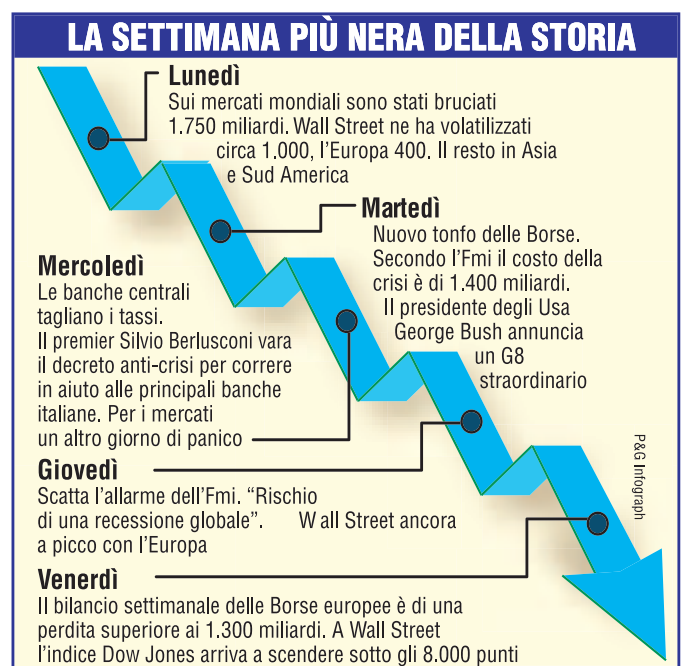 LA SETTIMANA PIÙ NERA DELLA STORIA
Lunedì
Sui mercati mondiali sono stati bruciati
1.750 miliardi. Wall Street ne ha volatilizzati
circa 1.000, l'Europa 400. Il resto in Asia
e Sud America
Martedì
Nuovo tonfo delle Borse.
Secondo l'Fmi il costo della
crisi è di 1.400 miliardi.
Il presidente degli Usa
George Bush annuncia
un G8
straordinario
Mercoledì
Le banche centrali
tagliano i tassi.
Il premier Silvio Berlusconi vara
il decreto anti-crisi per correre
in aiuto alle principali banche
italiane. Per i mercati
un altro giorno di panico
Giovedì
Scatta l'allarme dell'Fmi. “Rischio
di una recessione globale”. W all Street ancora
a picco con l'Europa
Venerdì
Il bilancio settimanale delle Borse europee è di una
perdita superiore ai 1.300 miliardi. A Wall Street
l'indice Dow Jones arriva a scendere sotto gli 8.000 punti
P&G Infograph